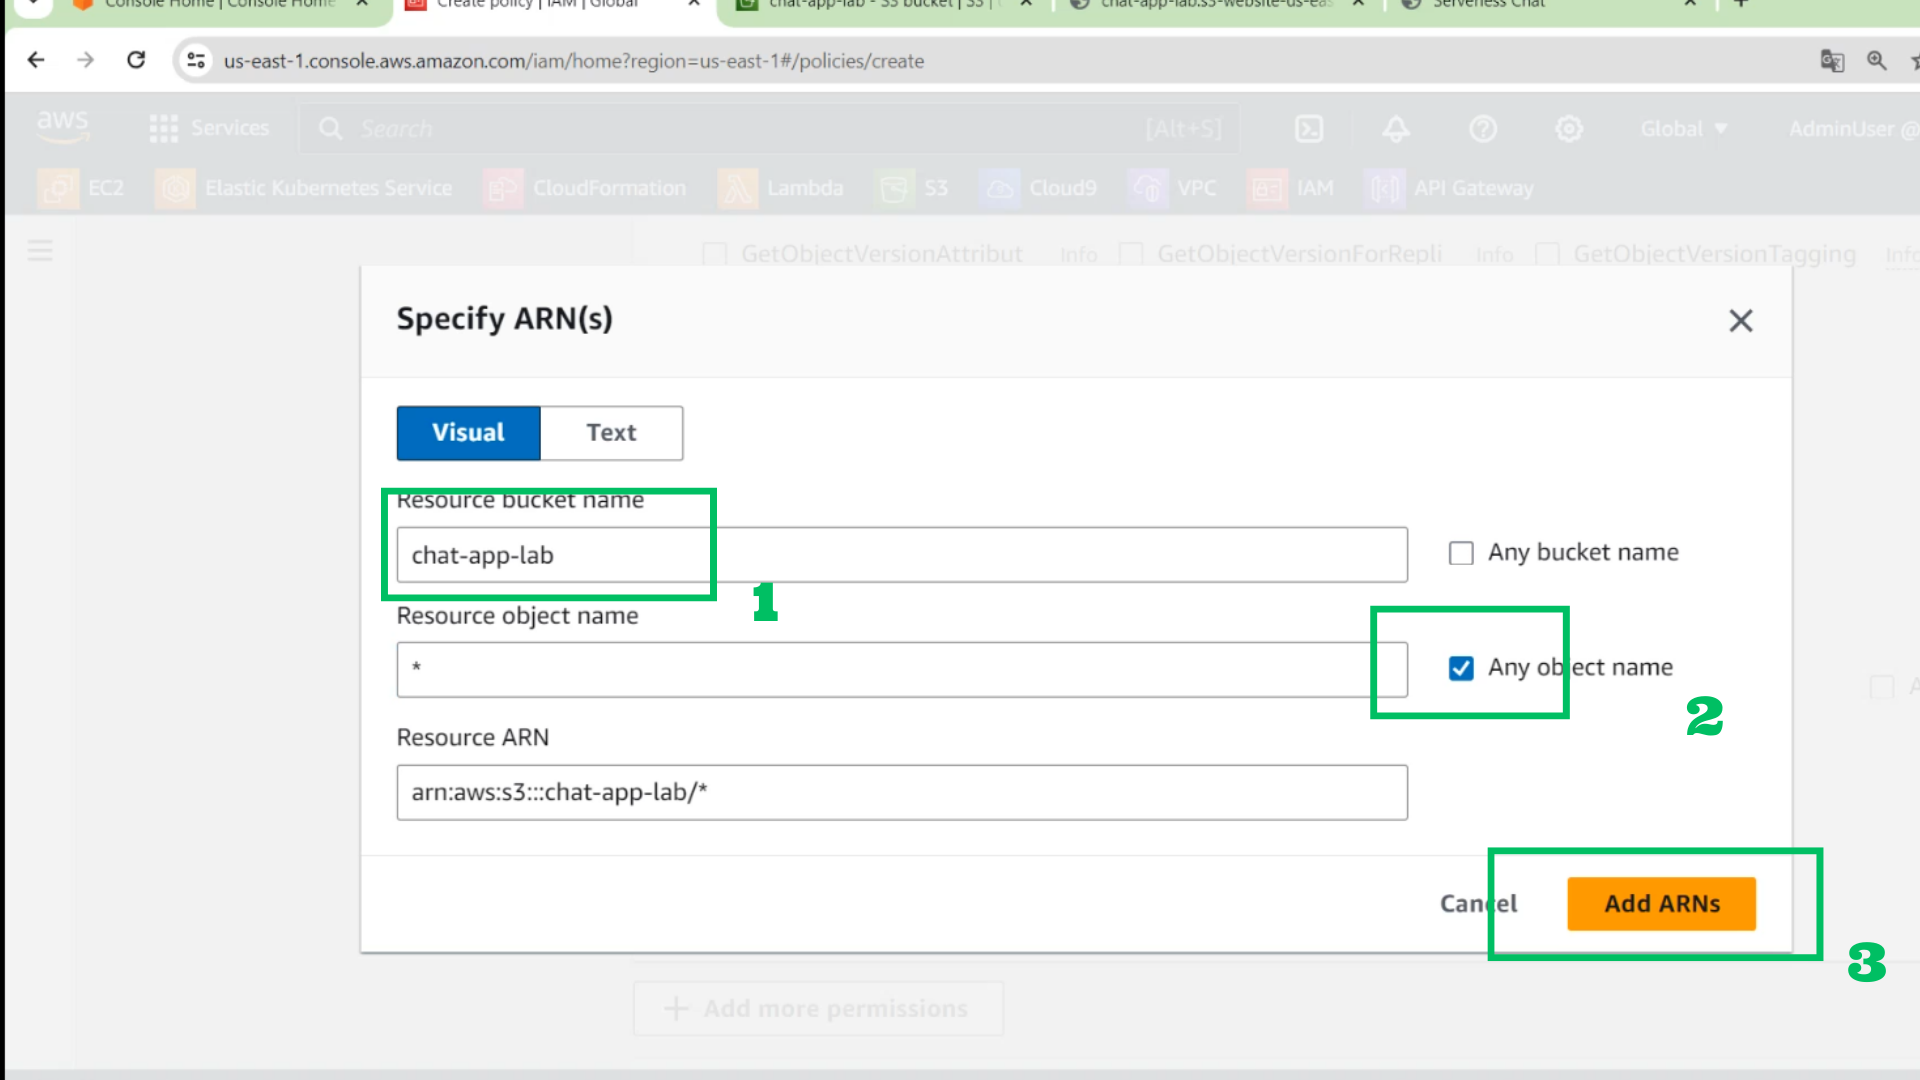 Console Home | Console Home
Create policy | IAM | Global
chat-app-lab - S3 bucket | S3 |
chat-app-lab.s3-website-us-eas
Serverless Chat
us-east-1.console.aws.amazon.com/iam/home?region=us-east-1#/policies/create
aws
Services
Search
[Alt+S]
Global
AdminUser @
EC2
Elastic Kubernetes Service
CloudFormation
Lambda
S3
Cloud9
VPC
IAM
API Gateway
GetObjectVersionAttribut Info
GetObjectVersionForRepli Info
GetObjectVersionTagging Info
Specify ARN(s)
Visual
Text
Resource bucket name
chat-app-lab
Any bucket name
1
Resource object name
*
Any object name
2
Resource ARN
arn:aws:s3:::chat-app-lab/*
Cancel
Add ARNs
3
Add more permissions